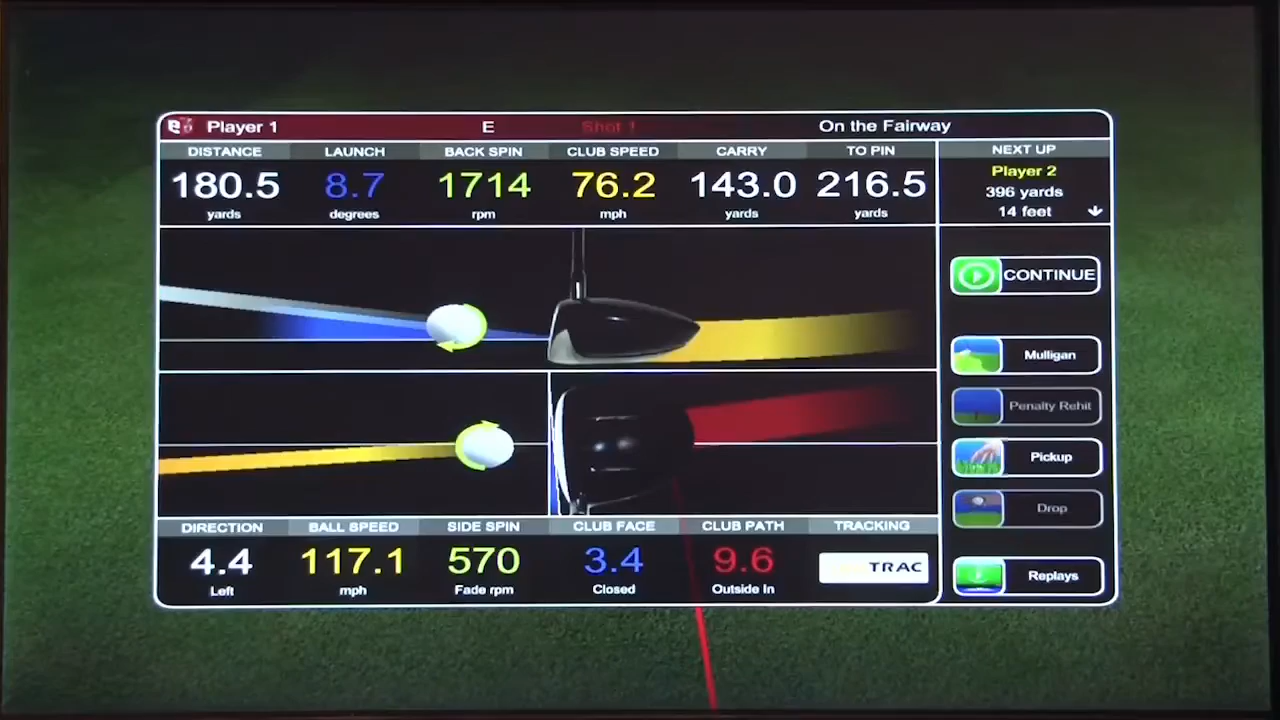 Player 1 E Shot 1 On the Fairway
DISTANCE LAUNCH BACK SPIN CLUB SPEED CARRY TO PIN
180.5 8.7 1714 76.2 143.0 216.5
yards degrees rpm mph yards yards
NEXT UP
Player 2
396 yards
14 feet
CONTINUE
Mulligan
Penalty Rehit
Pickup
Drop
Replays
DIRECTION BALL SPEED SIDE SPIN CLUB FACE CLUB PATH TRACKING
4.4 117.1 570 3.4 9.6 TRAC
Left mph Fade rpm Closed Outside In